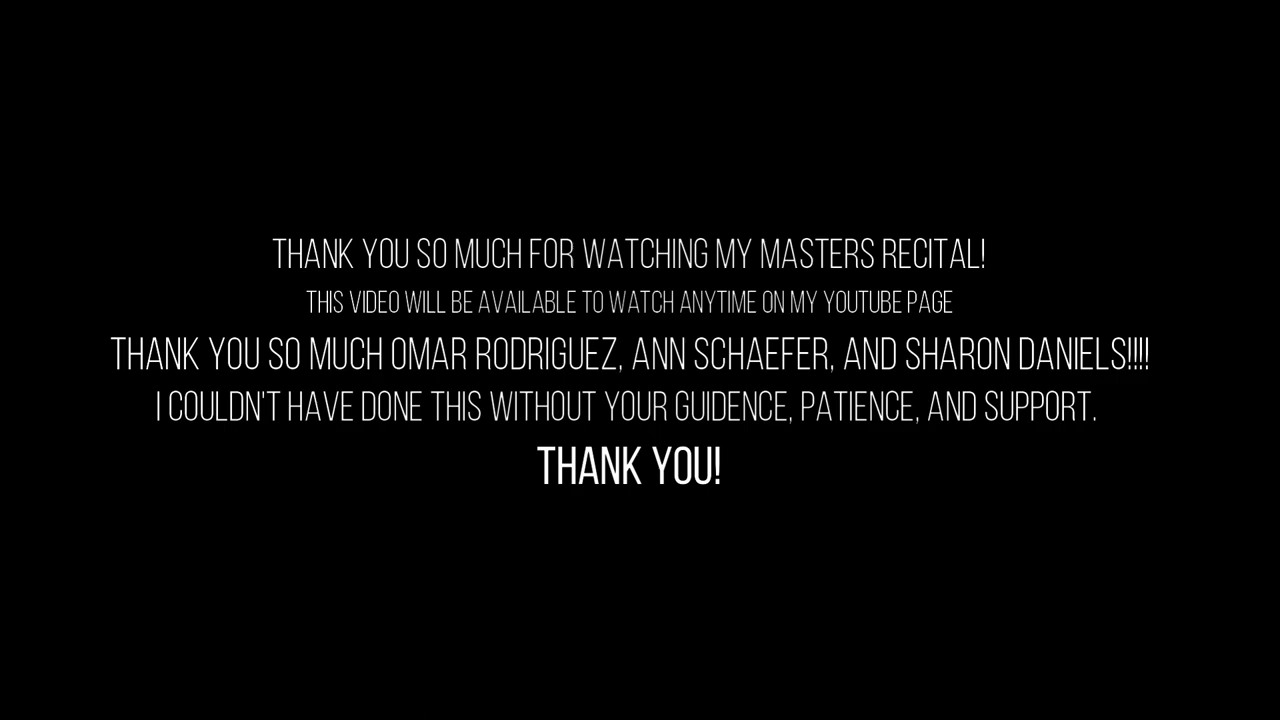 THANK YOU SO MUCH FOR WATCHING MY MASTERS RECITAL!
THIS VIDEO WILL BE AVAILABLE TO WATCH ANYTIME ON MY YOUTUBE PAGE
THANK YOU SO MUCH OMAR RODRIGUEZ, ANN SCHAEFER, AND SHARON DANIELS!!!!
I COULDN'T HAVE DONE THIS WITHOUT YOUR GUIDENCE, PATIENCE, AND SUPPORT.
THANK YOU!